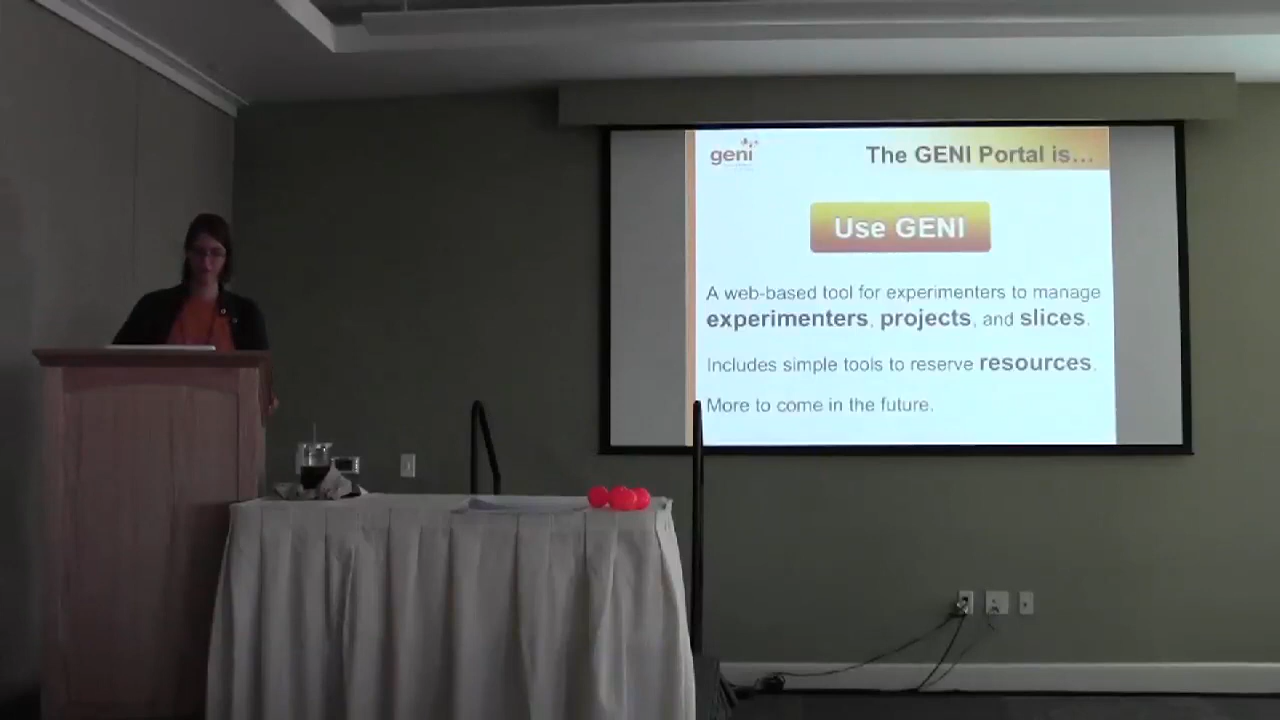 geni
The GENI Portal is...
Use GENI
A web-based tool for experimenters to manage
experimenters, projects, and slices.
Includes simple tools to reserve resources.
More to come in the future.